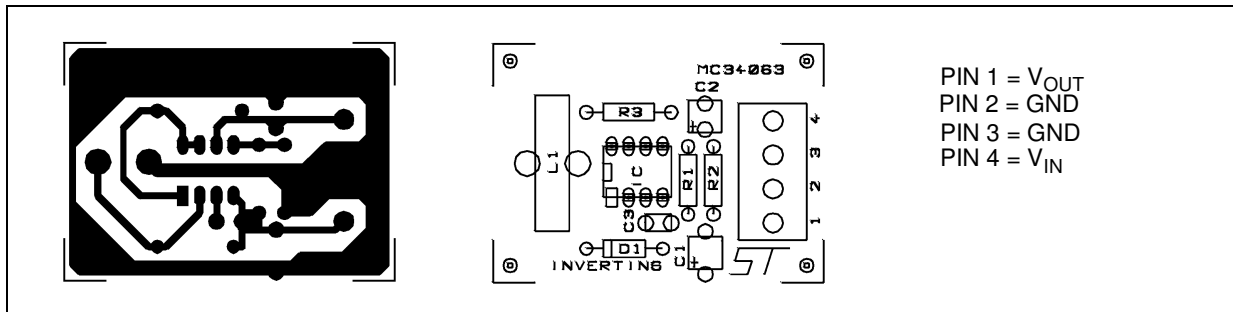 MC34063
C2
R3
+
4
3
2
1
L1
IC
R1
R2
C3
D1
C1
+
INVERTING
ST
PIN 1 = VOUT
PIN 2 = GND
PIN 3 = GND
PIN 4 = VIN